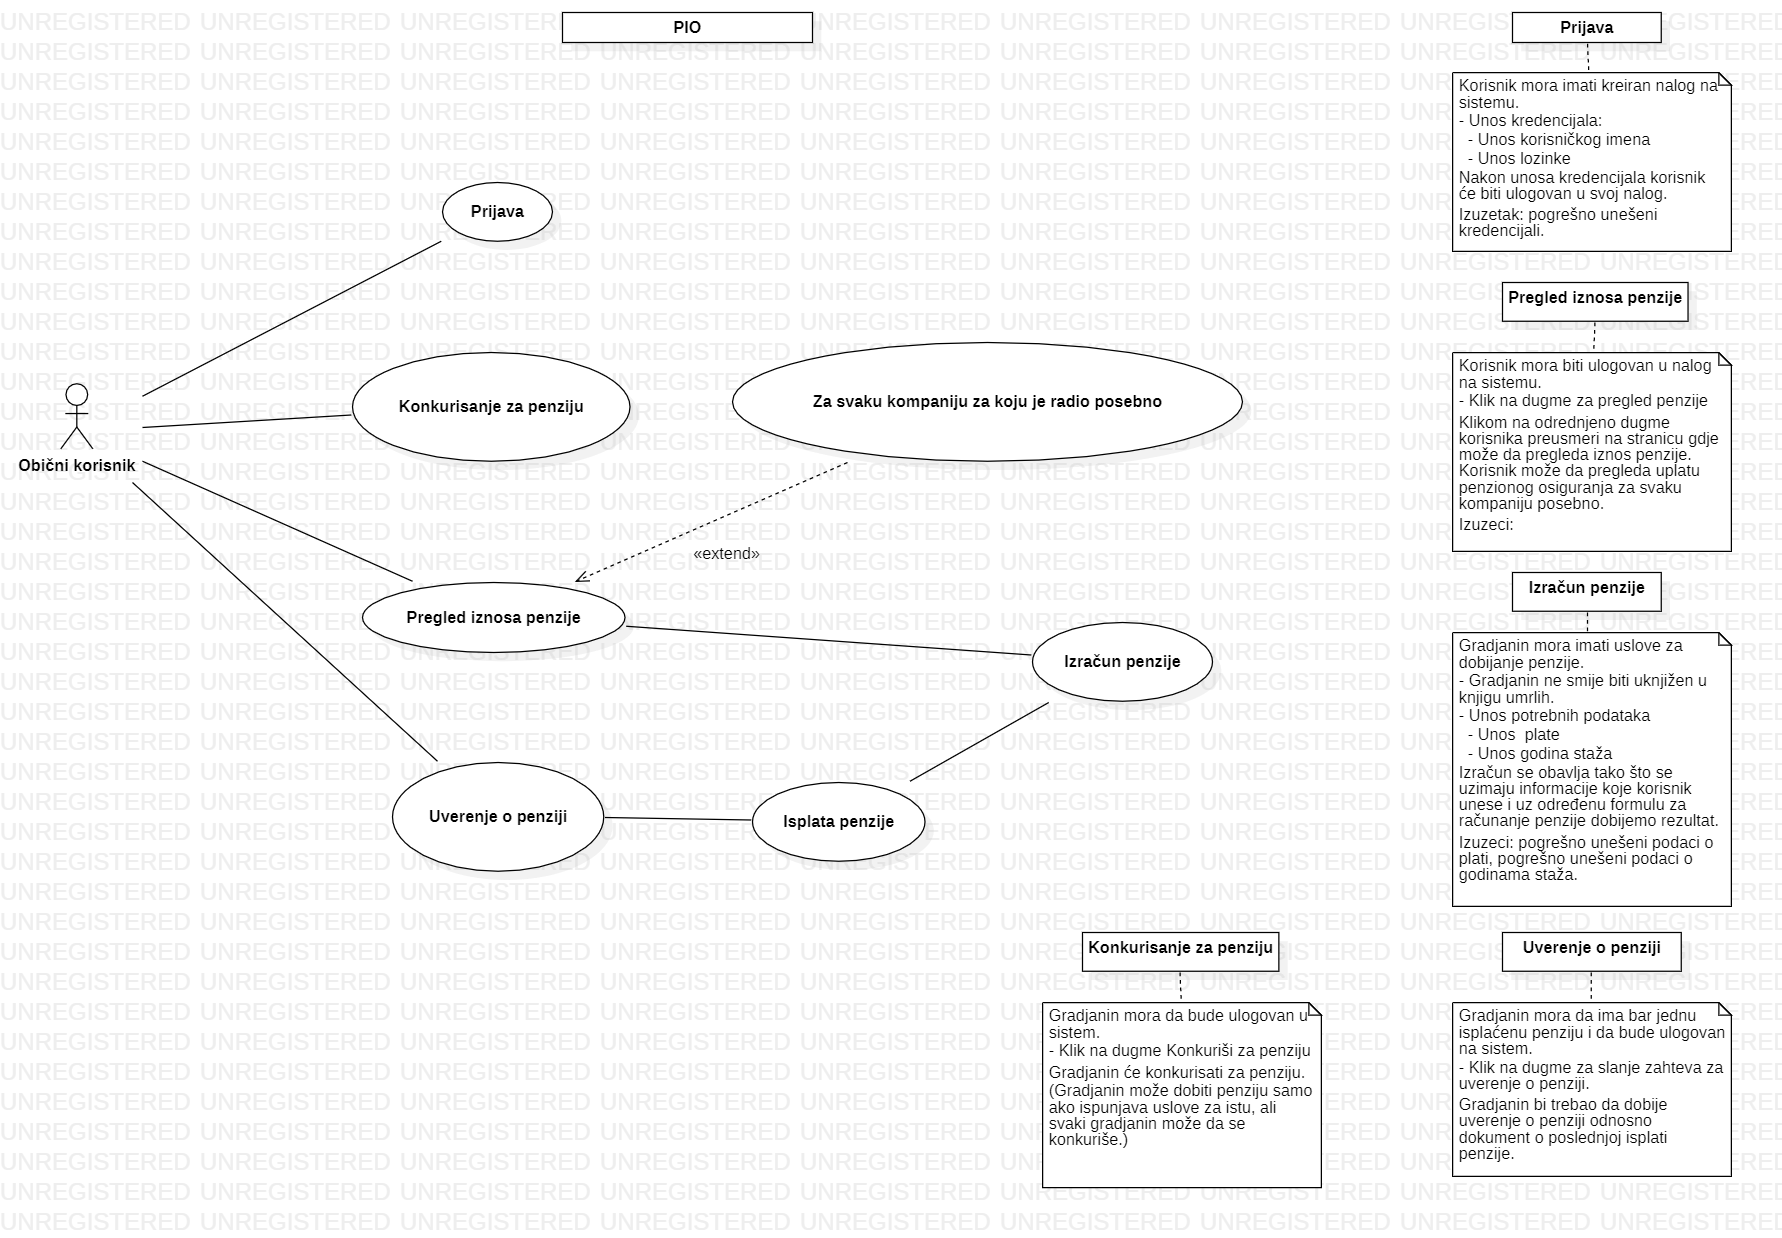 PIO
Prijava
Konkurisanje za penziju
Za svaku kompaniju za koju je radio posebno
Obični korisnik
«extend»
Pregled iznosa penzije
Izračun penzije
Uverenje o penziji
Isplata penzije
Prijava
Korisnik mora imati kreiran nalog na
sistemu.
- Unos kredencijala:
- Unos korisničkog imena
- Unos lozinke
Nakon unosa kredencijala korisnik
će biti ulogovan u svoj nalog.
Izuzetak: pogrešno unešeni
kredencijali.
Pregled iznosa penzije
Korisnik mora biti ulogovan u nalog
na sistemu.
- Klik na dugme za pregled penzije
Klikom na odrednjeno dugme
korisnika preusmeri na stranicu gdje
može da pregleda iznos penzije.
Korisnik može da pregleda uplatu
penzionog osiguranja za svaku
kompaniju posebno.
Izuzeci:
Izračun penzije
Gradjanin mora imati uslove za
dobijanje penzije.
- Gradjanin ne smije biti uknjižen u
knjigu umrlih.
- Unos potrebnih podataka
- Unos  plate
- Unos godina staža
Izračun se obavlja tako što se
uzimaju informacije koje korisnik
unese i uz određenu formulu za
računanje penzije dobijemo rezultat.
Izuzeci: pogrešno unešeni podaci o
plati, pogrešno unešeni podaci o
godinama staža.
Konkurisanje za penziju
Gradjanin mora da bude ulogovan u
sistem.
- Klik na dugme Konkuriši za penziju
Gradjanin će konkurisati za penziju.
(Gradjanin može dobiti penziju samo
ako ispunjava uslove za istu, ali
svaki gradjanin može da se
konkuriše.)
Uverenje o penziji
Gradjanin mora da ima bar jednu
isplaćenu penziju i da bude ulogovan
na sistem.
- Klik na dugme za slanje zahteva za
uverenje o penziji.
Gradjanin bi trebao da dobije
uverenje o penziji odnosno
dokument o poslednjoj isplati
penzije.
UNREGISTERED